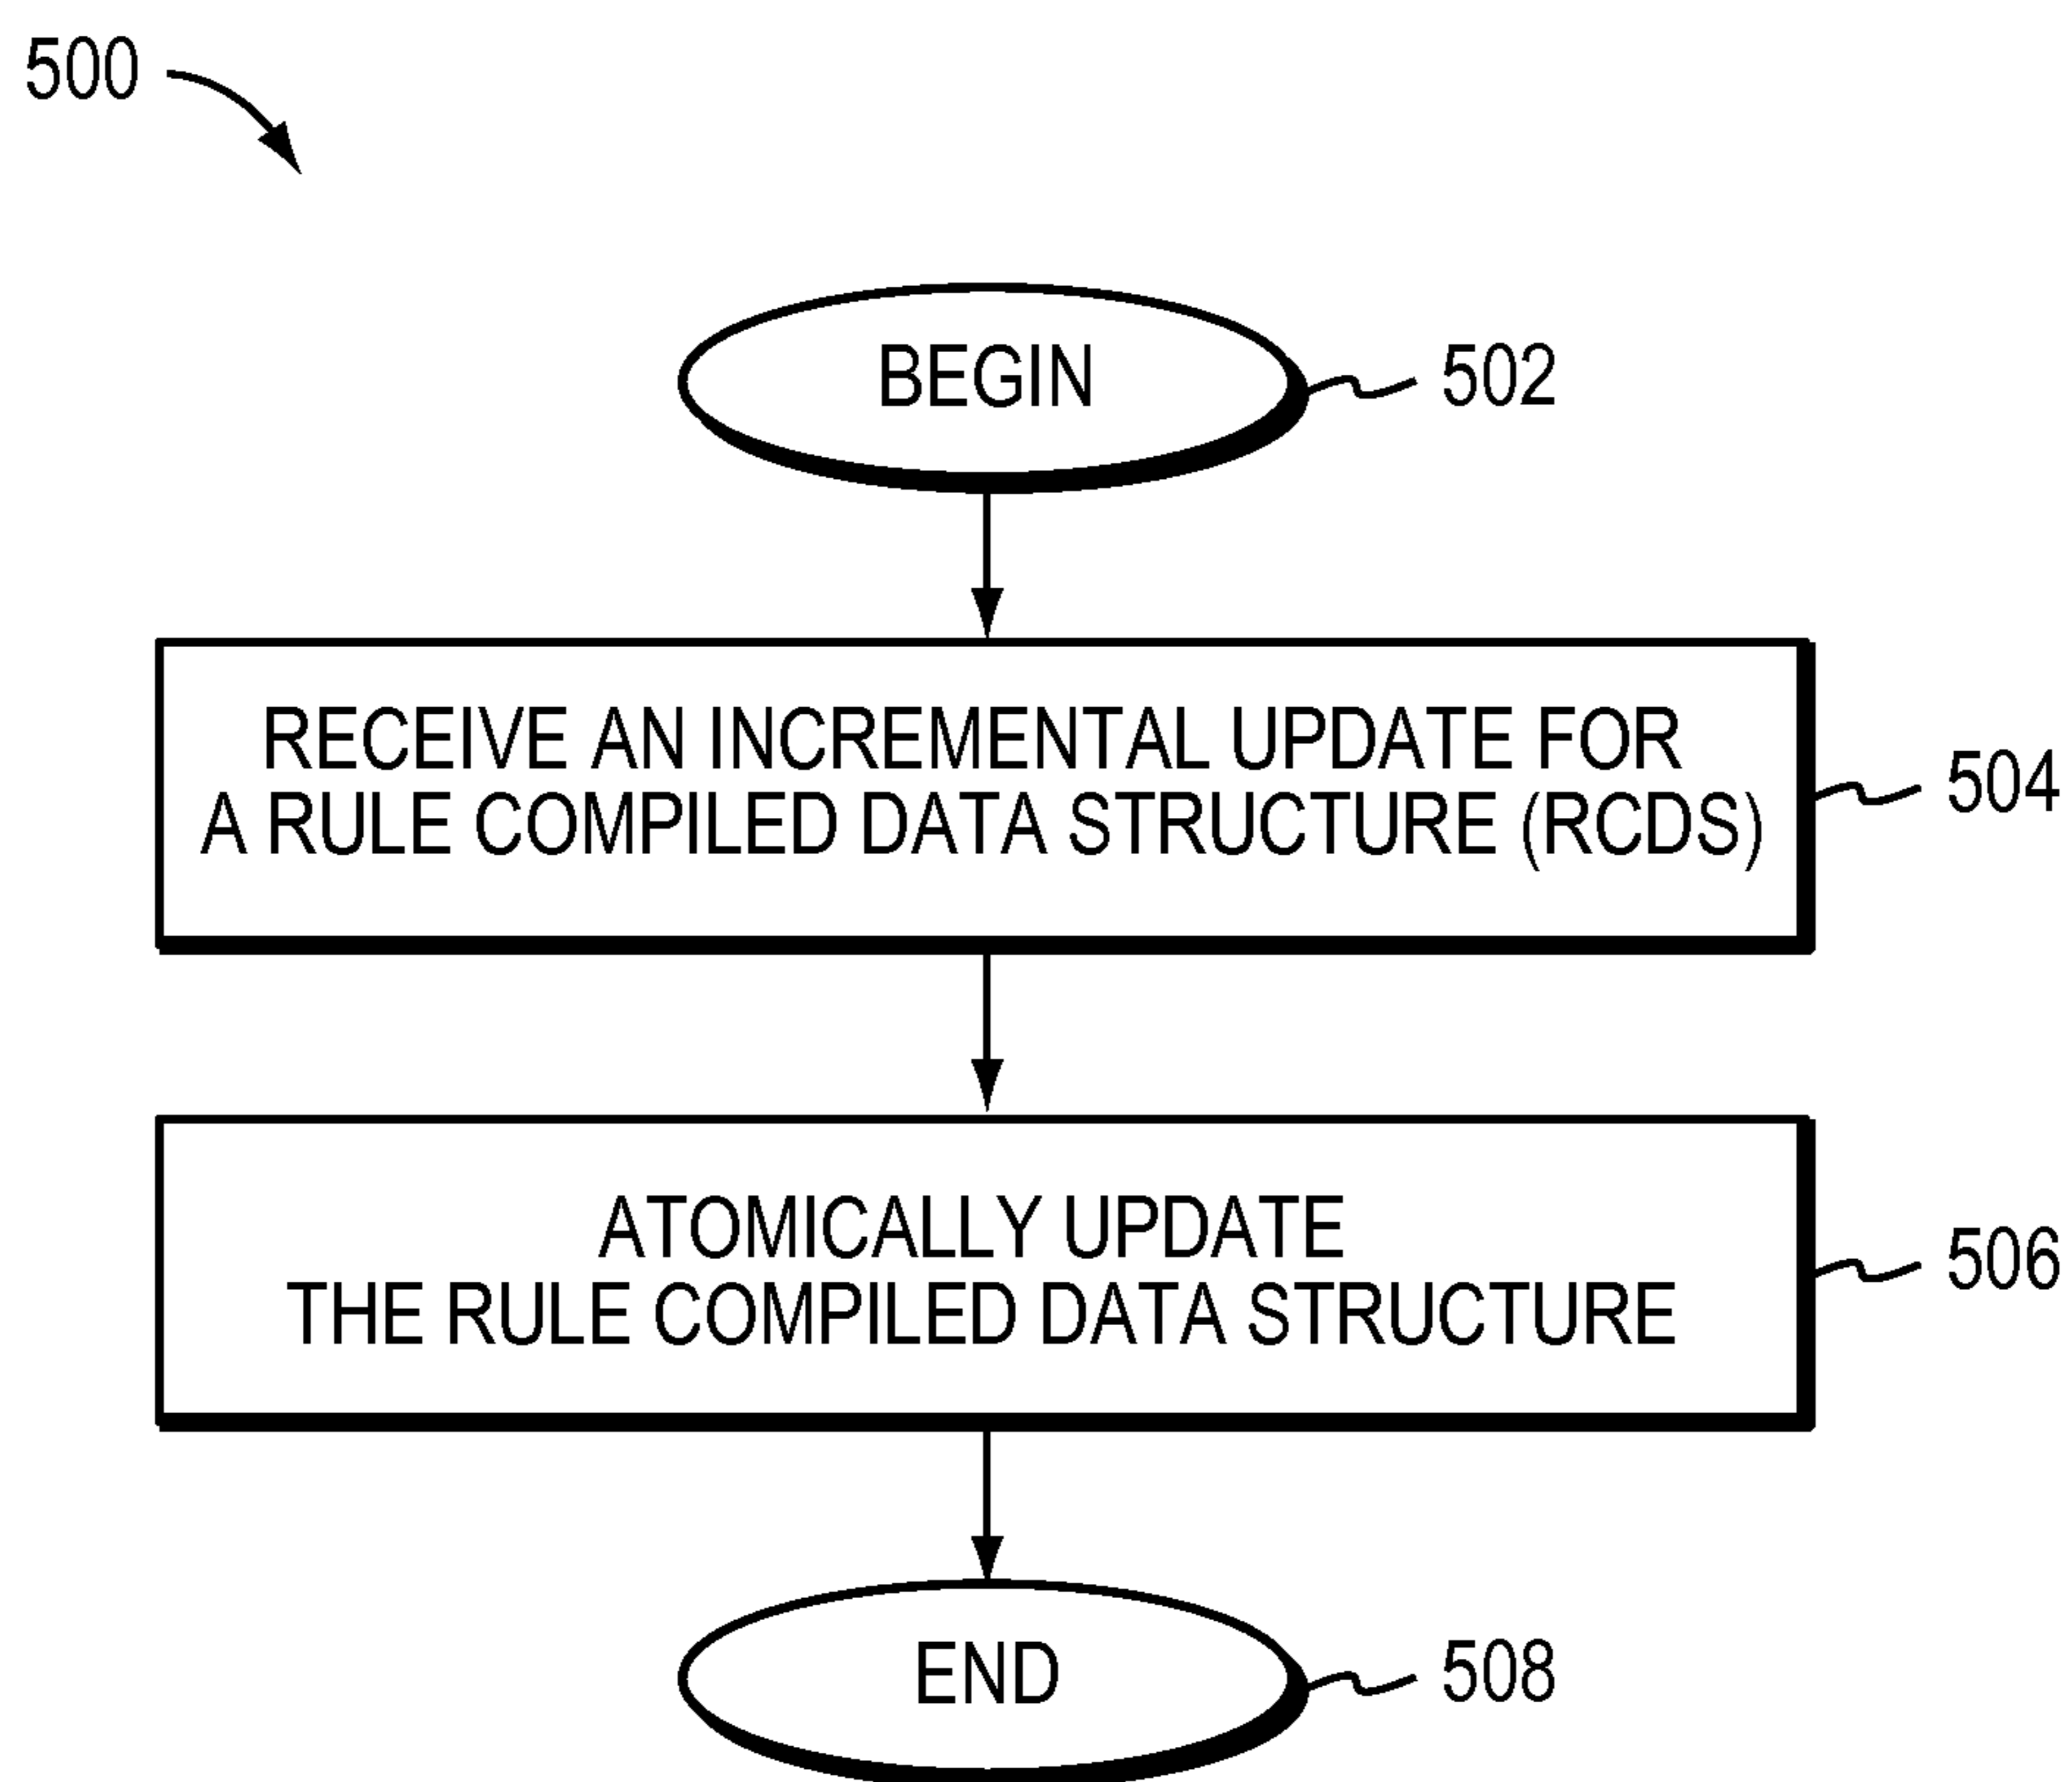 500
BEGIN
502
RECEIVE AN INCREMENTAL UPDATE FOR
A RULE COMPILED DATA STRUCTURE (RCDS)
504
ATOMICALLY UPDATE
THE RULE COMPILED DATA STRUCTURE
506
END
508